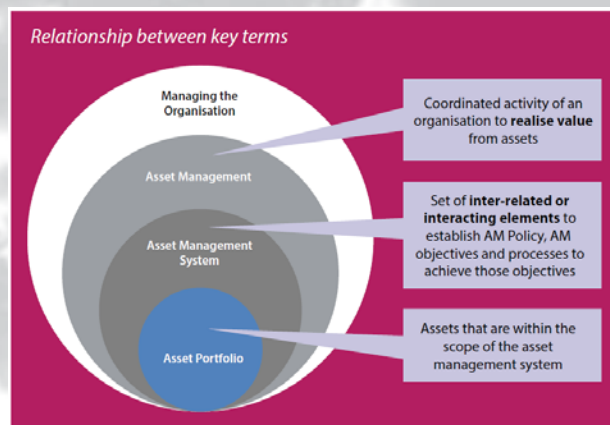 Relationship between key terms
Managing the
Organisation
Asset Management
Asset Management
System
Asset Portfolio
Coordinated activity of an
organisation to realise value
from assets
Set of inter-related or
interacting elements to
establish AM Policy, AM
objectives and processes to
achieve those objectives
Assets that are within the
scope of the asset
management system